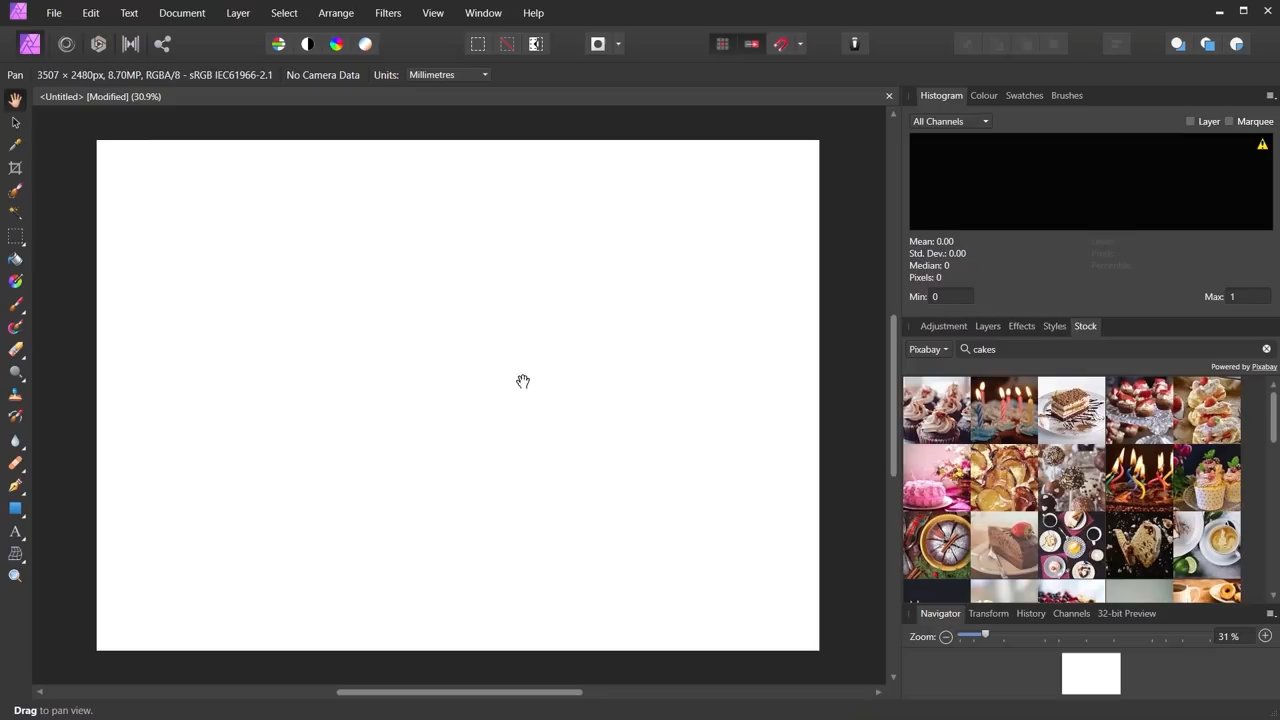 File Edit Text Document Layer Select Arrange Filters View Window Help
Pan 3507 × 2480px, 8.70MP, RGBA/8 - sRGB IEC61966-2.1 No Camera Data Units: Millimetres
<Untitled> [Modified] (30.9%)
Histogram Colour Swatches Brushes
All Channels Layer Marquee
Mean: 0.00
Std. Dev.: 0.00
Median: 0
Pixels: 0
Level:
Pixels:
Percentile:
Min: 0 Max: 1
Adjustment Layers Effects Styles Stock
Pixabay cakes
Powered by Pixabay
Navigator Transform History Channels 32-bit Preview
Zoom: 31 %
A
Drag to pan view.